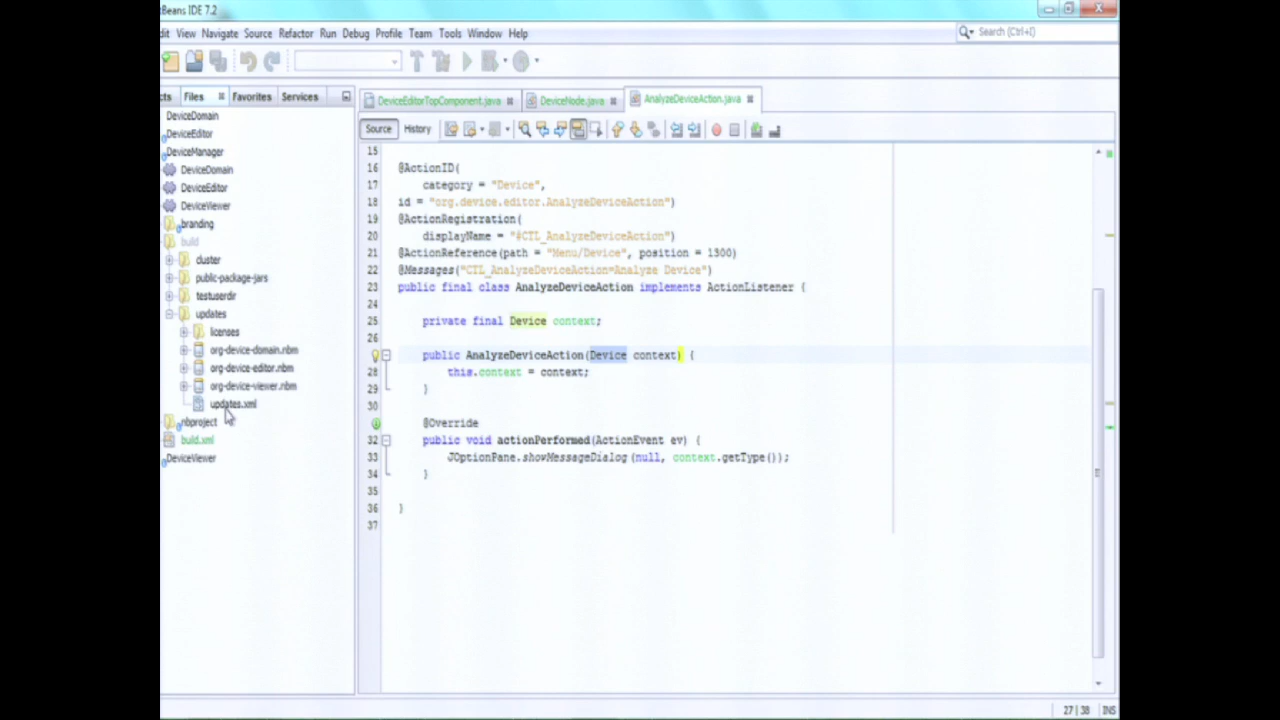 Beans IDE 7.2
dit View Navigate Source Refactor Run Debug Profile Team Tools Window Help
Search (Ctrl+I)
cts Files Favorites Services
DeviceEditorTopComponent.java DeviceNode.java AnalyzeDeviceAction.java
Source History
DeviceDomain
DeviceEditor
DeviceManager
DeviceDomain
DeviceEditor
DeviceViewer
branding
build
cluster
public-package-jars
testuserdir
updates
licenses
org-device-domain.nbm
org-device-editor.nbm
org-device-viewer.nbm
updates.xml
nbproject
build.xml
DeviceViewer
15
16 @ActionID(
17 category = "Device",
18 id = "org.device.editor.AnalyzeDeviceAction")
19 @ActionRegistration(
20 displayName = "#CTL_AnalyzeDeviceAction")
21 @ActionReference(path = "Menu/Device", position = 1300)
22 @Messages("CTL_AnalyzeDeviceAction=Analyze Device")
23 public final class AnalyzeDeviceAction implements ActionListener {
24
25 private final Device context;
26
public AnalyzeDeviceAction(Device context) {
28 this.context = context;
29 }
30
@Override
32 public void actionPerformed(ActionEvent ev) {
33 JOptionPane.showMessageDialog(null, context.getType());
34 }
35
36 }
37
27 | 38 INS